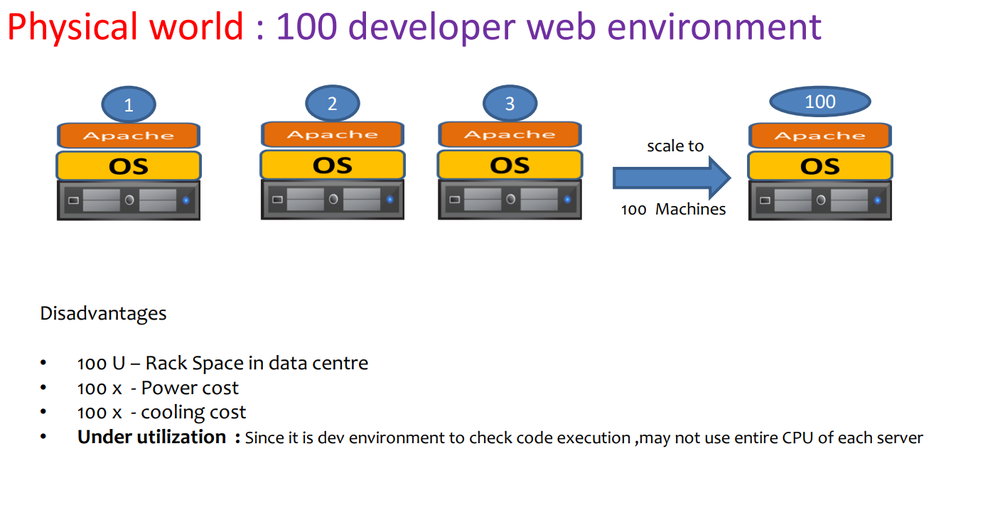 Physical world : 100 developer web environment
1
2
3
100
Apache
Apache
Apache
Apache
OS
OS
OS
OS
scale to
100 Machines
Disadvantages
• 100 U – Rack Space in data centre
• 100 x - Power cost
• 100 x - cooling cost
• Under utilization : Since it is dev environment to check code execution ,may not use entire CPU of each server